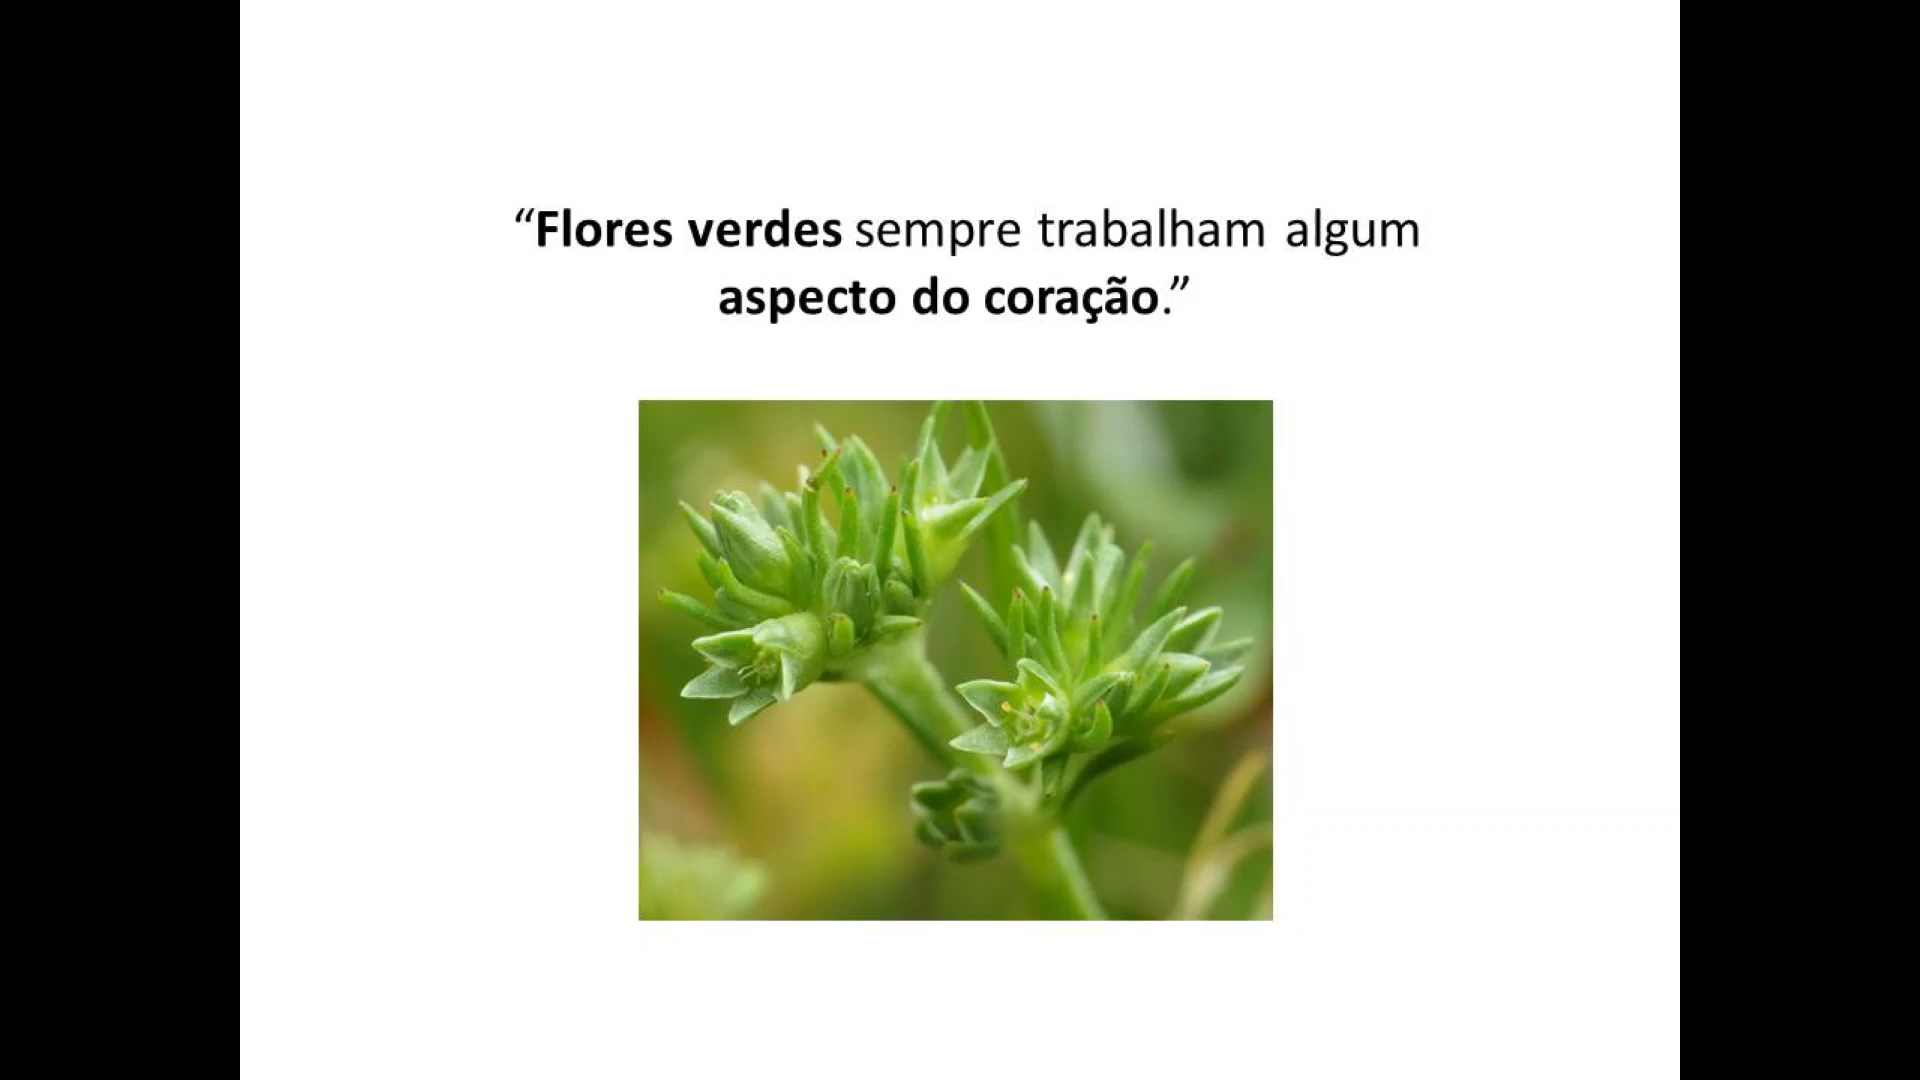 “Flores verdes sempre trabalham algum
aspecto do coração.”